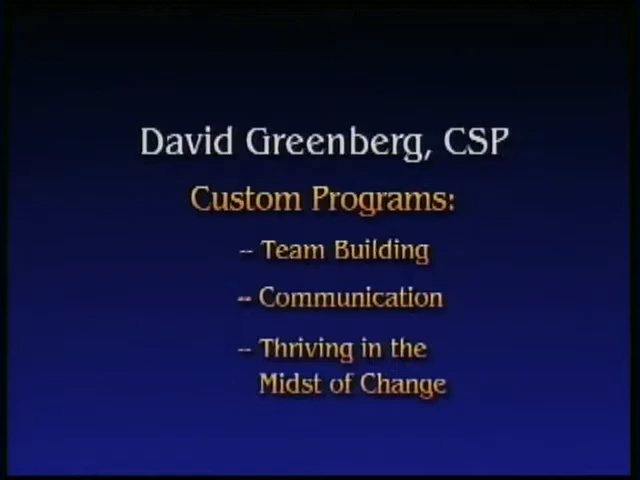 David Greenberg, CSP
Custom Programs:
-- Team Building
-- Communication
-- Thriving in the
Midst of Change